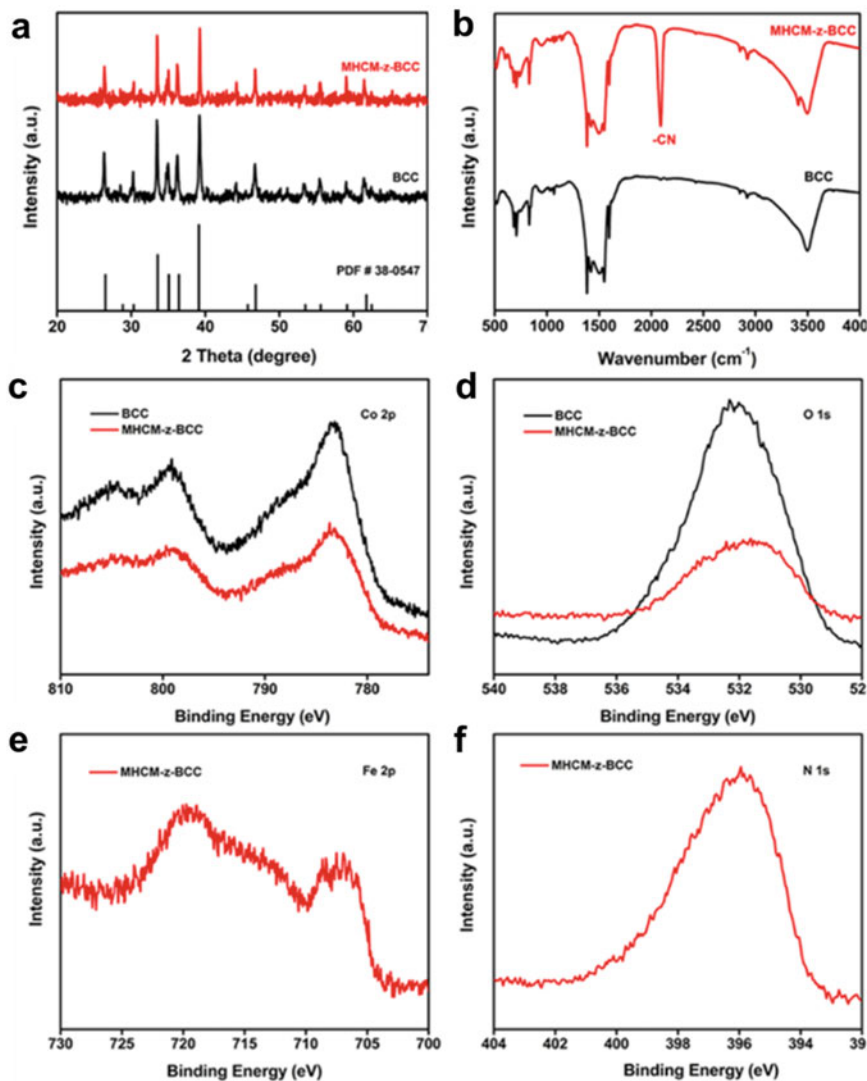 a
MHCM-z-BCC
BCC
PDF # 38-0547
Intensity (a.u.)
20 30 40 50 60 7
2 Theta (degree)
b
MHCM-z-BCC
-CN
BCC
Intensity (a.u.)
500 1000 1500 2000 2500 3000 3500 400
Wavenumber (cm-1)
c
BCC
MHCM-z-BCC
Co 2p
Intensity (a.u.)
810 800 790 780
Binding Energy (eV)
d
BCC
MHCM-z-BCC
O 1s
Intensity (a.u.)
540 538 536 534 532 530 52
Binding Energy (eV)
e
MHCM-z-BCC
Fe 2p
Intensity (a.u.)
730 720 710 700
Binding Energy (eV)
f
MHCM-z-BCC
N 1s
Intensity (a.u.)
404 402 400 398 396 394 39
Binding Energy (eV)